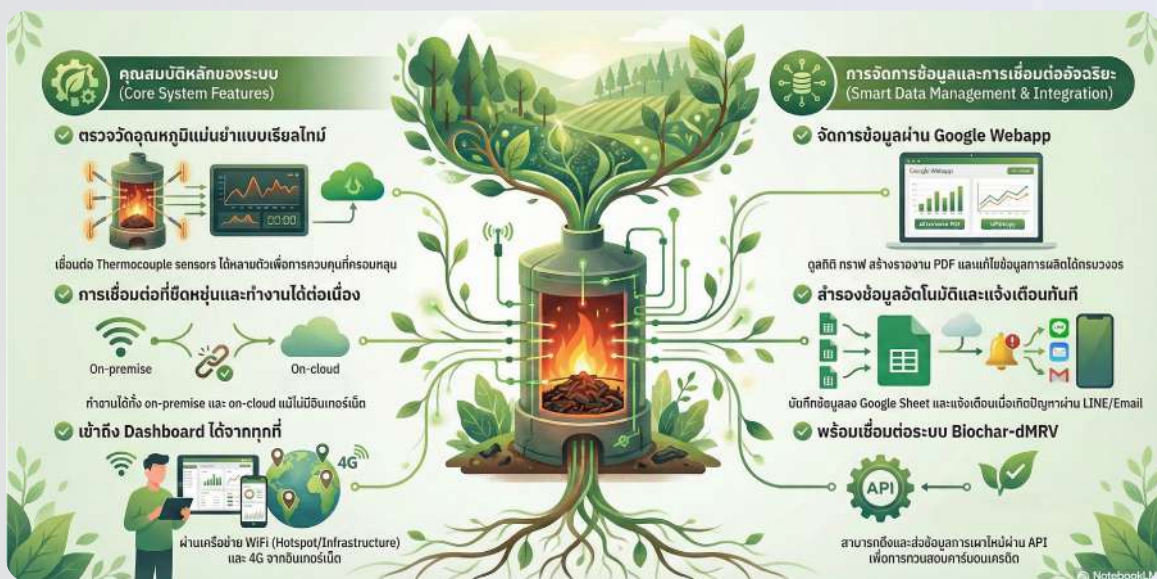 คุณสมบัติหลักของระบบ
(Core System Features)
ตรวจวัดอุณหภูมิแม่นยำแบบเรียลไทม์
00:00
เชื่อมต่อ Thermocouple sensors ได้หลายตัวเพื่อการควบคุมที่ครอบหลุน
การเชื่อมต่อที่ยืดหยุ่นและทำงานได้ต่อเนื่อง
On-premise
On-cloud
ทำงานได้ทั้ง on-premise และ on-cloud แม้ไม่มีอินเทอร์เน็ต
เข้าถึง Dashboard ได้จากทุกที่
4G
ผ่านเครือข่าย WiFi (Hotspot/Infrastructure)
และ 4G จากอินเทอร์เน็ต
การจัดการข้อมูลและการเชื่อมต่ออัจฉริยะ
(Smart Data Management & Integration)
จัดการข้อมูลผ่าน Google Webapp
Google Webapp
ดูสถิติ กราฟ สร้างรายงาน PDF และแก้ไขข้อมูลการผลิตได้ครบวงจร
สำรองข้อมูลอัตโนมัติและแจ้งเตือนทันที
LINE
บันทึกข้อมูลลง Google Sheet และแจ้งเตือนเมื่อเกิดปัญหาผ่าน LINE/Email
พร้อมเชื่อมต่อระบบ Biochar-dMRV
API
สามารถดึงและส่งข้อมูลการเผาไหม้ผ่าน API
เพื่อการทวนสอบคาร์บอนเครดิต
NotebookLM